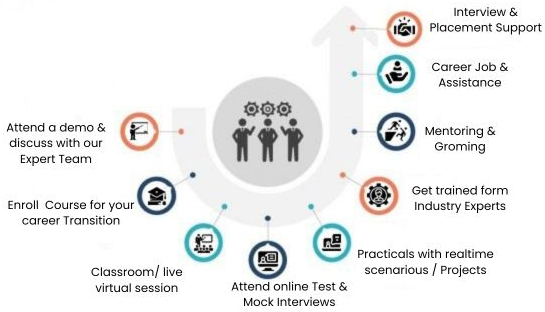 Attend a demo &
discuss with our
Expert Team
Enroll Course for your
career Transition
Classroom/ live
virtual session
Attend online Test &
Mock Interviews
Practicals with realtime
scenarious / Projects
Get trained form
Industry Experts
Mentoring &
Groming
Career Job &
Assistance
Interview &
Placement Support